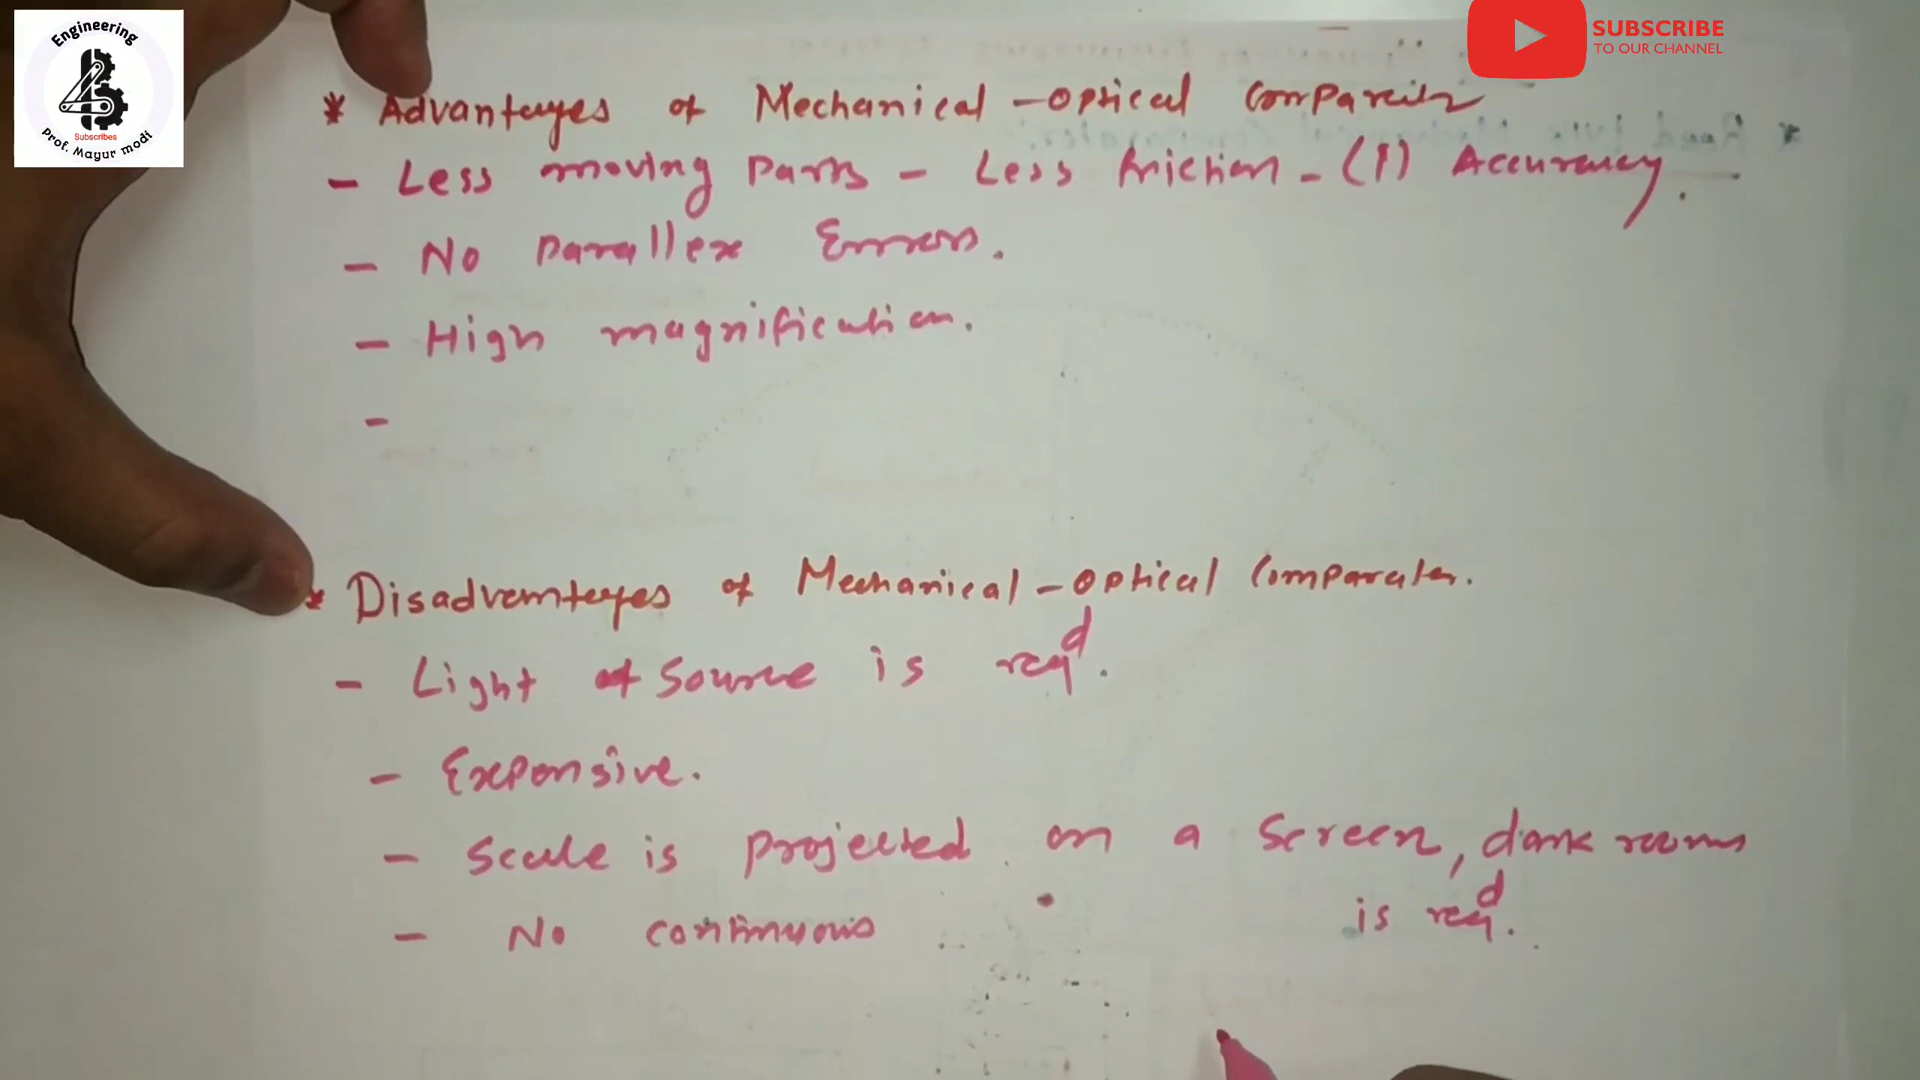 Engineering
Subscribes
Prof. Mayur modi
SUBSCRIBE
TO OUR CHANNEL
* Advantages of Mechanical - optical Comparator
- Less moving parts - Less friction - (↑) Accuracy.
- No parallex Errors.
- High magnification.
-
* Disadvantages of Mechanical - Optical Comparator.
- Light of source is reqd.
- Expensive.
- Scale is projected on a screen, dark rooms
is reqd.
- No continuous